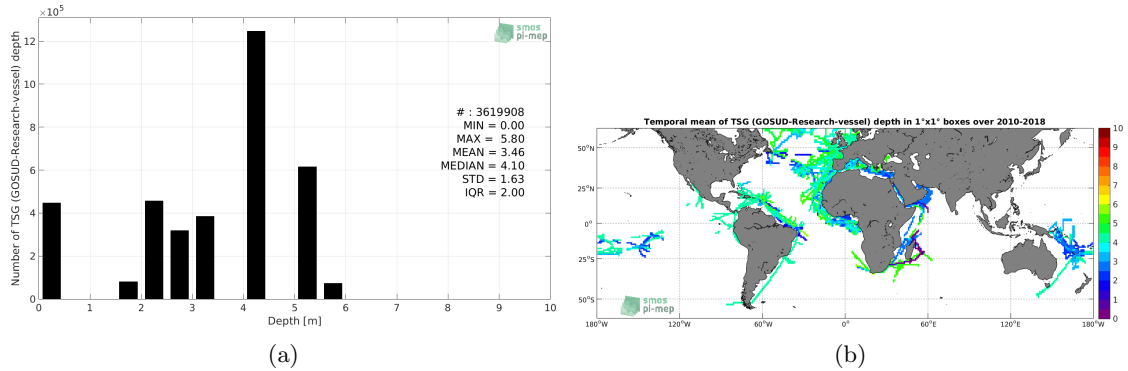 ×10⁵
smos
pi-mep
Number of TSG (GOSUD-Research-vessel) depth
12
10
8
6
4
2
0
# : 3619908
MIN = 0.00
MAX = 5.80
MEAN = 3.46
MEDIAN = 4.10
STD = 1.63
IQR = 2.00
0 1 2 3 4 5 6 7 8 9 10
Depth [m]
(a)
Temporal mean of TSG (GOSUD-Research-vessel) depth in 1°x1° boxes over 2010-2018
50°N
25°N
0°
25°S
50°S
smos
pi-mep
180°W 120°W 60°W 0° 60°E 120°E 180°W
10
9
8
7
6
5
4
3
2
1
0
(b)